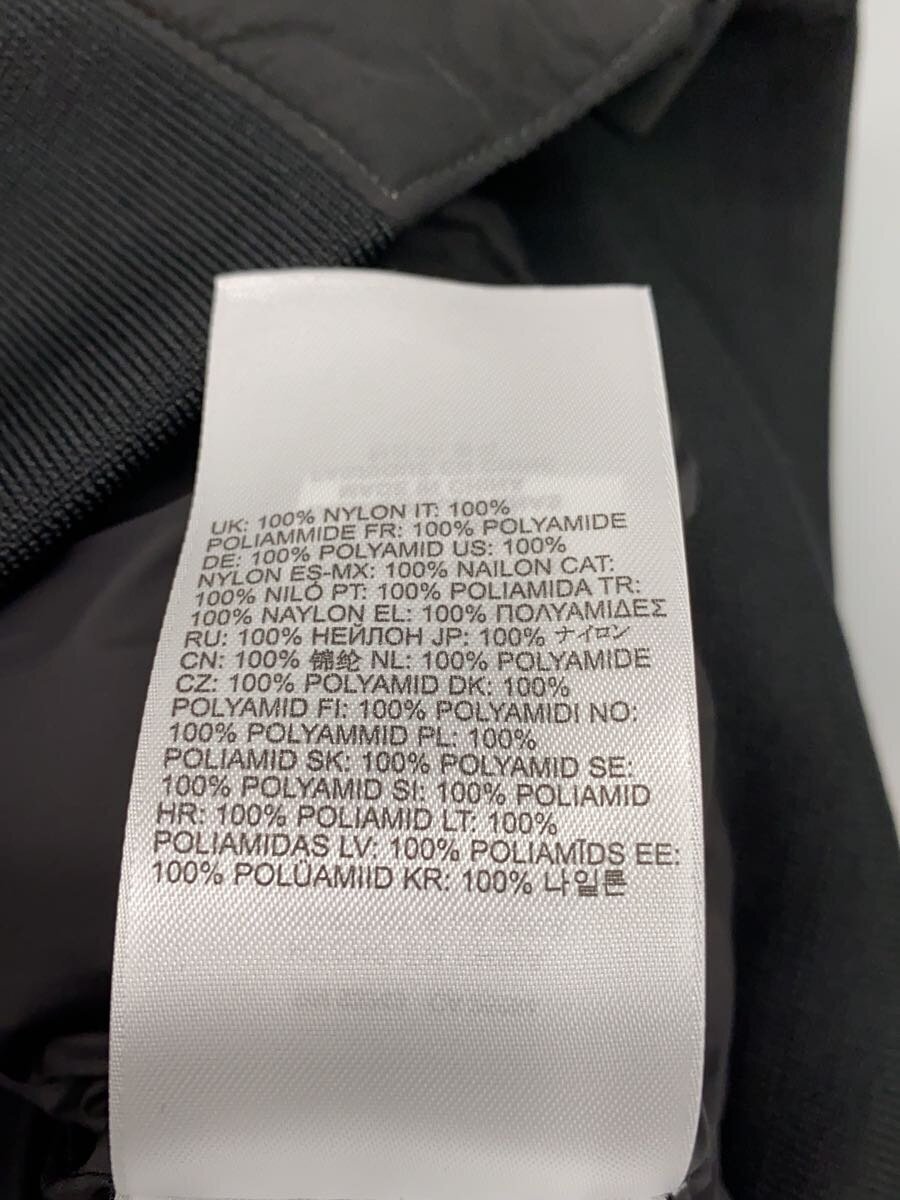 UK: 100% NYLON IT: 100%
POLIAMMIDE FR: 100% POLYAMIDE
DE: 100% POLYAMID US: 100%
NYLON ES-MX: 100% NAILON CAT:
100% NILÓ PT: 100% POLIAMIDA TR:
100% NAYLON EL: 100% ΠΟΛΥΑΜΙΔΕΣ
RU: 100% НЕЙЛОН JP: 100% ナイロン
CN: 100% 锦纶 NL: 100% POLYAMIDE
CZ: 100% POLYAMID DK: 100%
POLYAMID FI: 100% POLYAMIDI NO:
100% POLYAMMID PL: 100%
POLIAMID SK: 100% POLYAMID SE:
100% POLYAMID SI: 100% POLIAMID
HR: 100% POLIAMID LT: 100%
POLIAMIDAS LV: 100% POLIAMĪDS EE:
100% POLÜAMIID KR: 100% 나일론